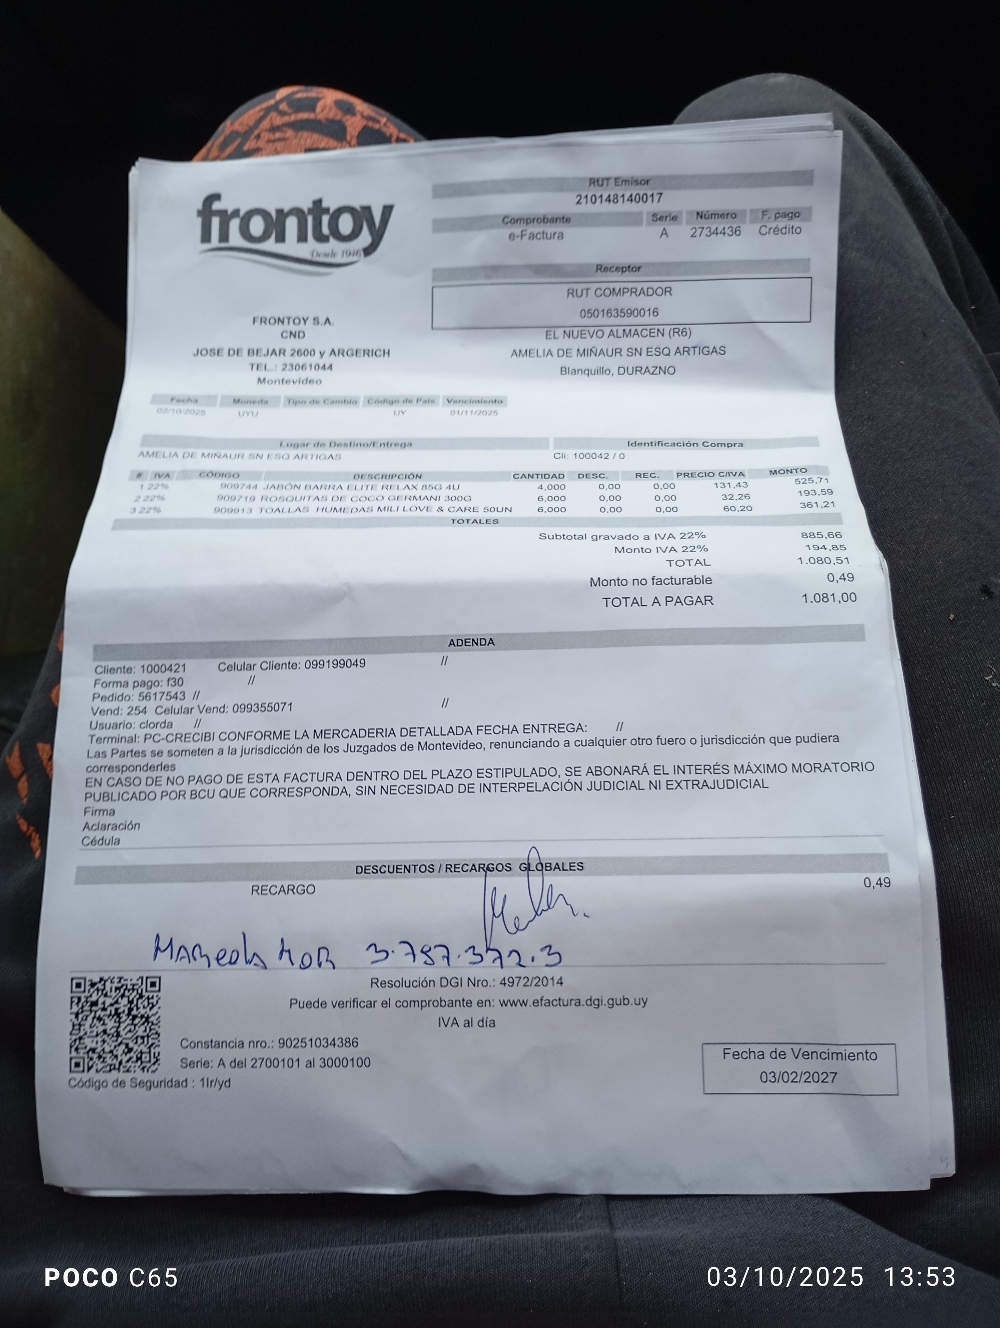 frontoy
Desde 1946
RUT Emisor
210148140017
Comprobante Serie Número F. pago
e-Factura A 2734436 Crédito
Receptor
RUT COMPRADOR
050163590016
EL NUEVO ALMACEN (R6)
AMELIA DE MIÑAUR SN ESQ ARTIGAS
Blanquillo, DURAZNO
FRONTOY S.A.
CND
JOSE DE BEJAR 2600 y ARGERICH
TEL.: 23061044
Montevideo
Fecha Moneda Tipo de Cambio Código de País Vencimiento
02/10/2025 UYU UY 01/11/2025
Lugar de Destino/Entrega Identificación Compra
AMELIA DE MIÑAUR SN ESQ ARTIGAS Cli: 100042 / 0
# IVA CÓDIGO DESCRIPCIÓN CANTIDAD DESC. REC. PRECIO C/IVA MONTO
1 22% 909744 JABÓN BARRA ELITE RELAX 85G 4U 4,000 0,00 0,00 131,43 525,71
2 22% 909719 ROSQUITAS DE COCO GERMANI 300G 6,000 0,00 0,00 32,26 193,59
3 22% 909913 TOALLAS HUMEDAS MILI LOVE & CARE 50UN 6,000 0,00 0,00 60,20 361,21
TOTALES
Subtotal gravado a IVA 22% 885,66
Monto IVA 22% 194,85
TOTAL 1.080,51
Monto no facturable 0,49
TOTAL A PAGAR 1.081,00
ADENDA
Cliente: 1000421 Celular Cliente: 099199049 //
Forma pago: f30 //
Pedido: 5617543 //
Vend: 254 Celular Vend: 099355071 //
Usuario: clorda //
Terminal: PC-CRECIBI CONFORME LA MERCADERIA DETALLADA FECHA ENTREGA: //
Las Partes se someten a la jurisdicción de los Juzgados de Montevideo, renunciando a cualquier otro fuero o jurisdicción que pudiera
corresponderles
EN CASO DE NO PAGO DE ESTA FACTURA DENTRO DEL PLAZO ESTIPULADO, SE ABONARÁ EL INTERÉS MÁXIMO MORATORIO
PUBLICADO POR BCU QUE CORRESPONDA, SIN NECESIDAD DE INTERPELACIÓN JUDICIAL NI EXTRAJUDICIAL
Firma
Aclaración
Cédula
DESCUENTOS / RECARGOS GLOBALES
RECARGO 0,49
3.787.372.3
Resolución DGI Nro.: 4972/2014
Puede verificar el comprobante en: www.efactura.dgi.gub.uy
IVA al día
Constancia nro.: 90251034386
Serie: A del 2700101 al 3000100
Código de Seguridad : 1Ir/yd
Fecha de Vencimiento
03/02/2027
POCO C65
03/10/2025 13:53